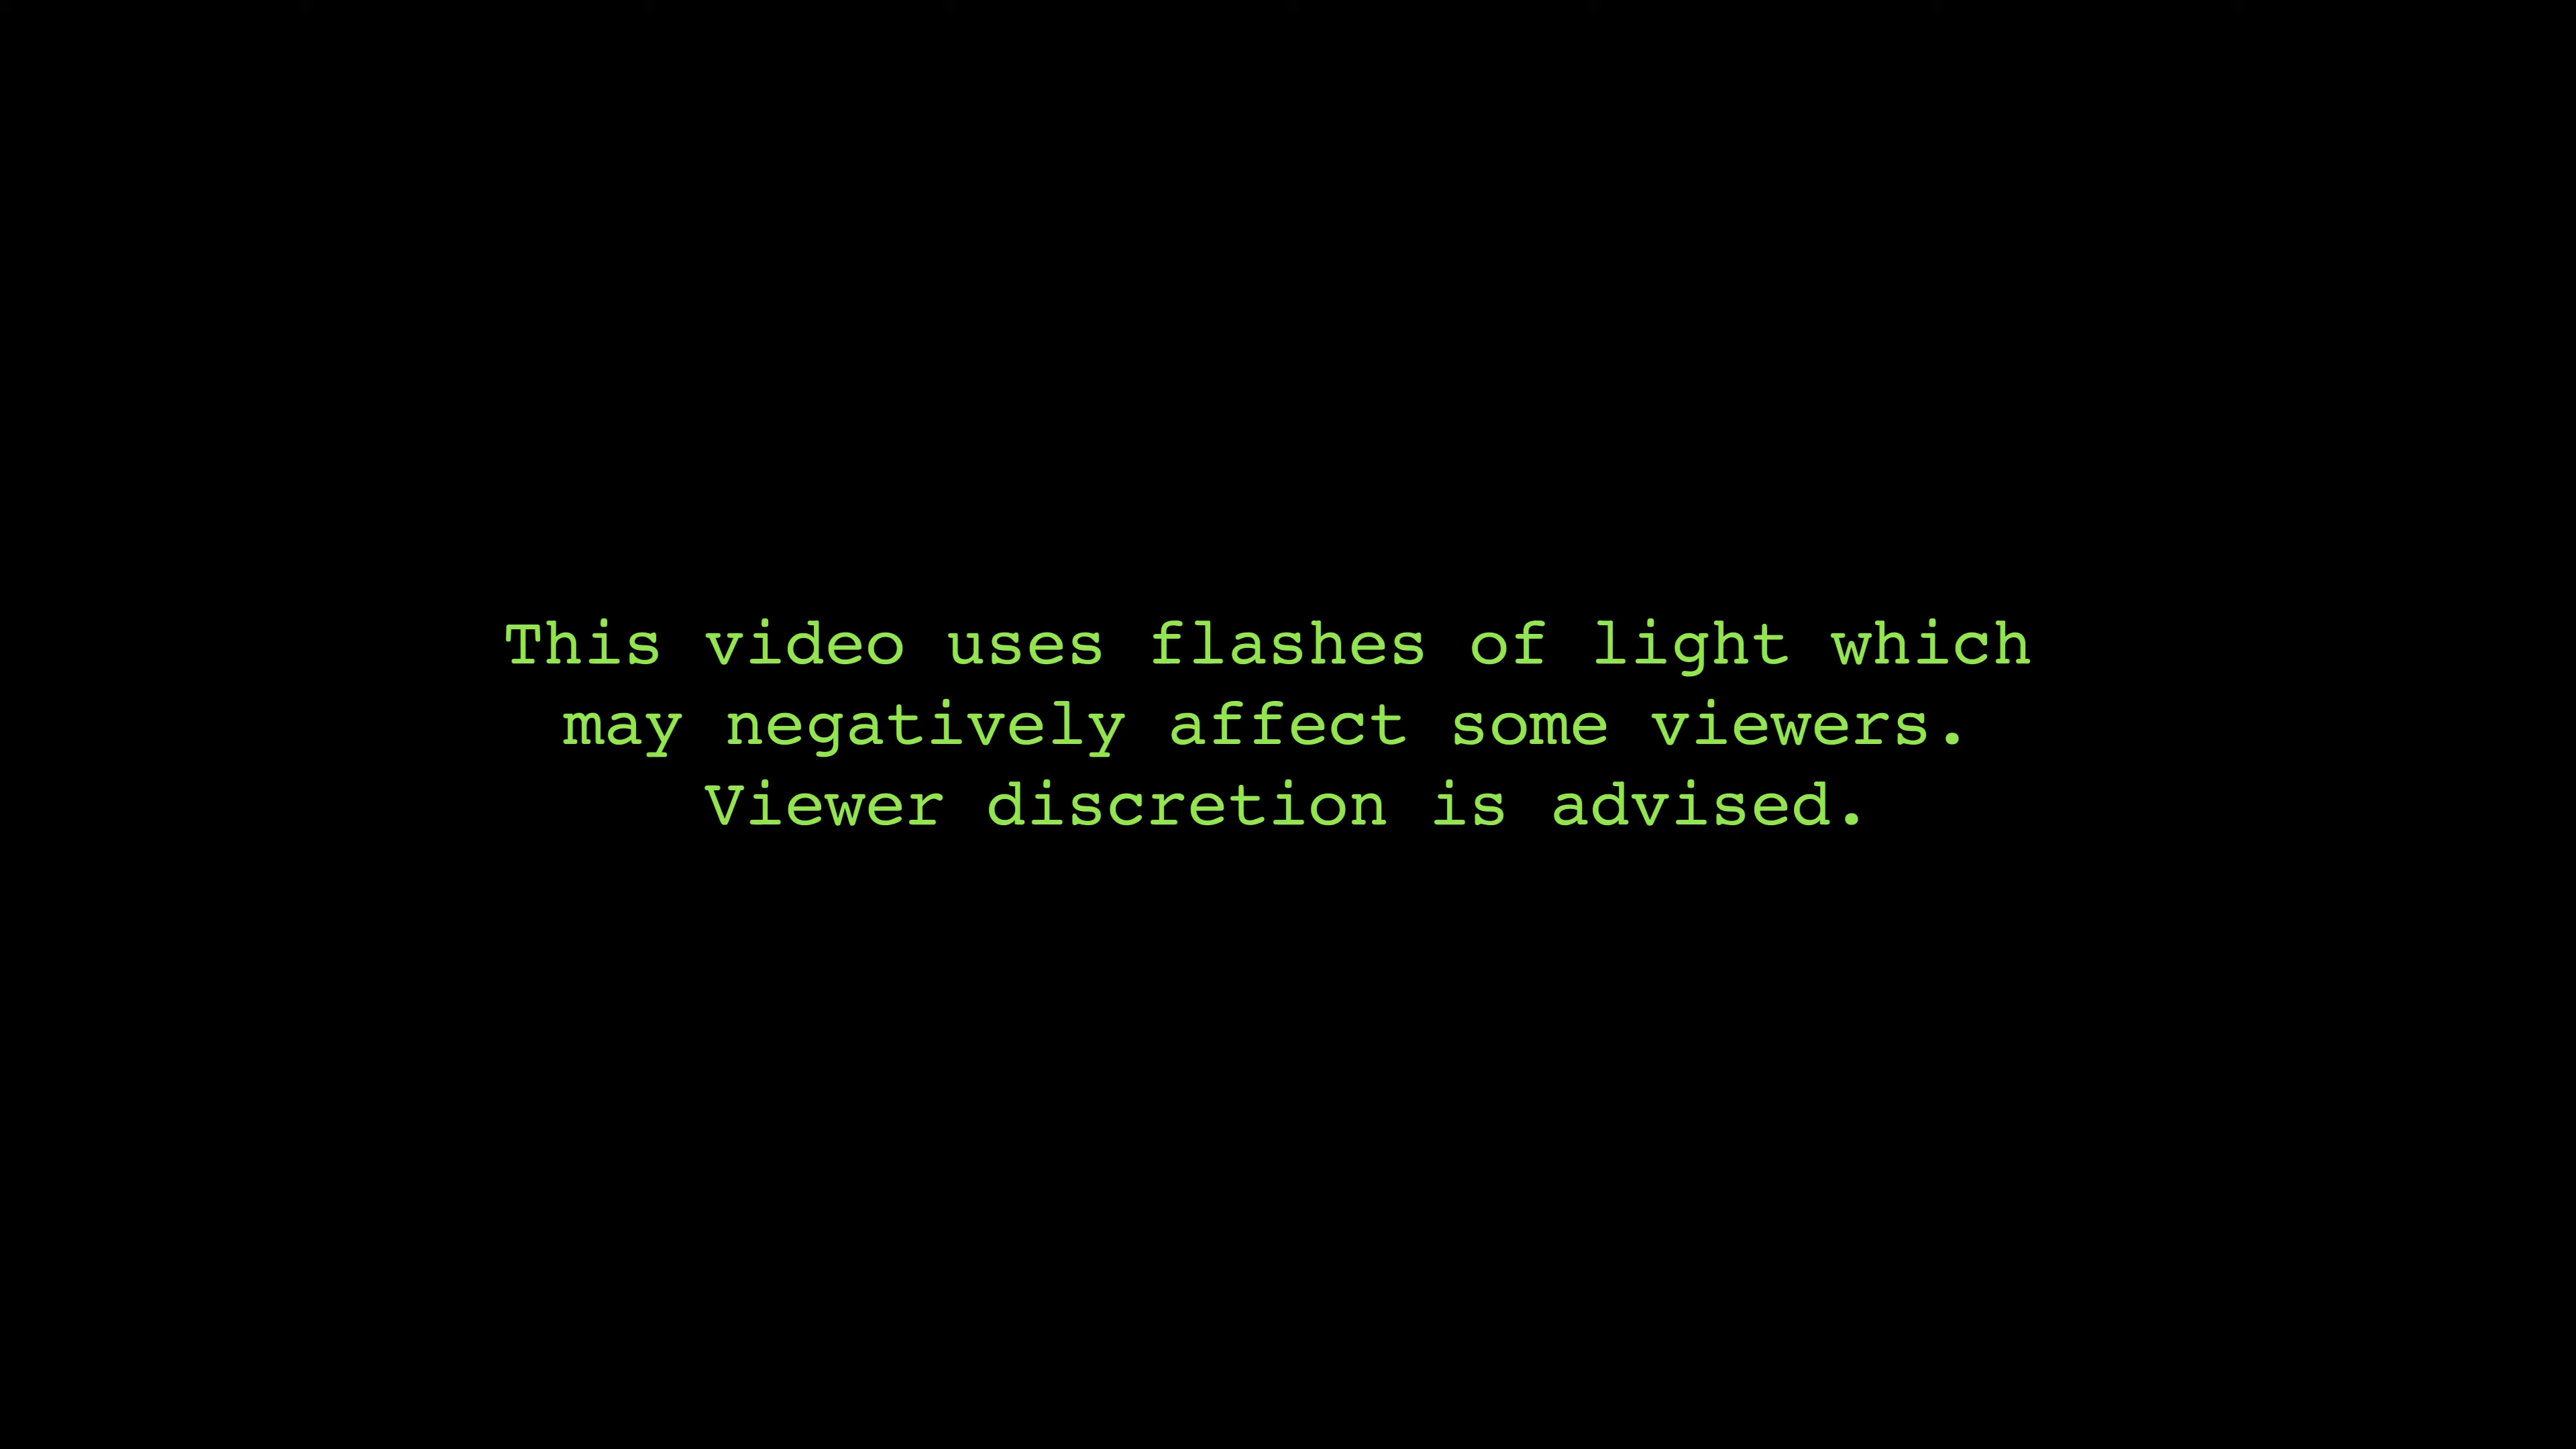 This video uses flashes of light which
may negatively affect some viewers.
Viewer discretion is advised.